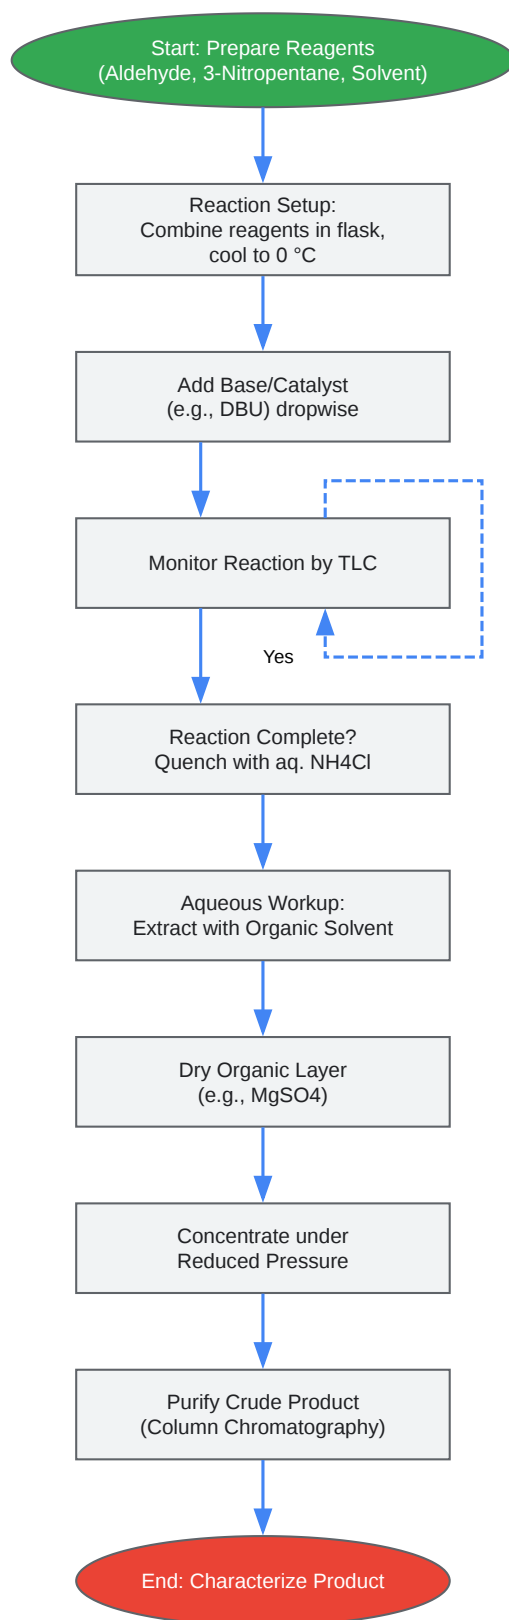 Start: Prepare Reagents
(Aldehyde, 3-Nitropentane, Solvent)
Reaction Setup:
Combine reagents in flask,
cool to 0 °C
Add Base/Catalyst
(e.g., DBU) dropwise
Monitor Reaction by TLC
Yes
Reaction Complete?
Quench with aq. NH4Cl
Aqueous Workup:
Extract with Organic Solvent
Dry Organic Layer
(e.g., MgSO4)
Concentrate under
Reduced Pressure
Purify Crude Product
(Column Chromatography)
End: Characterize Product